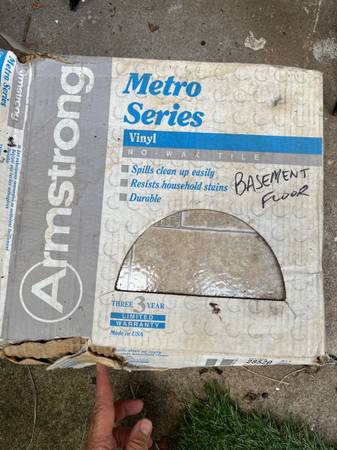 Armstrong
Metro Series
Armstrong
Metro
Series
Vinyl
NO-WAX TILE
Spills clean up easily
Resists household stains
Durable
BASEMENT
FLOOR
THREE 3 YEAR
LIMITED
WARRANTY
Made in USA